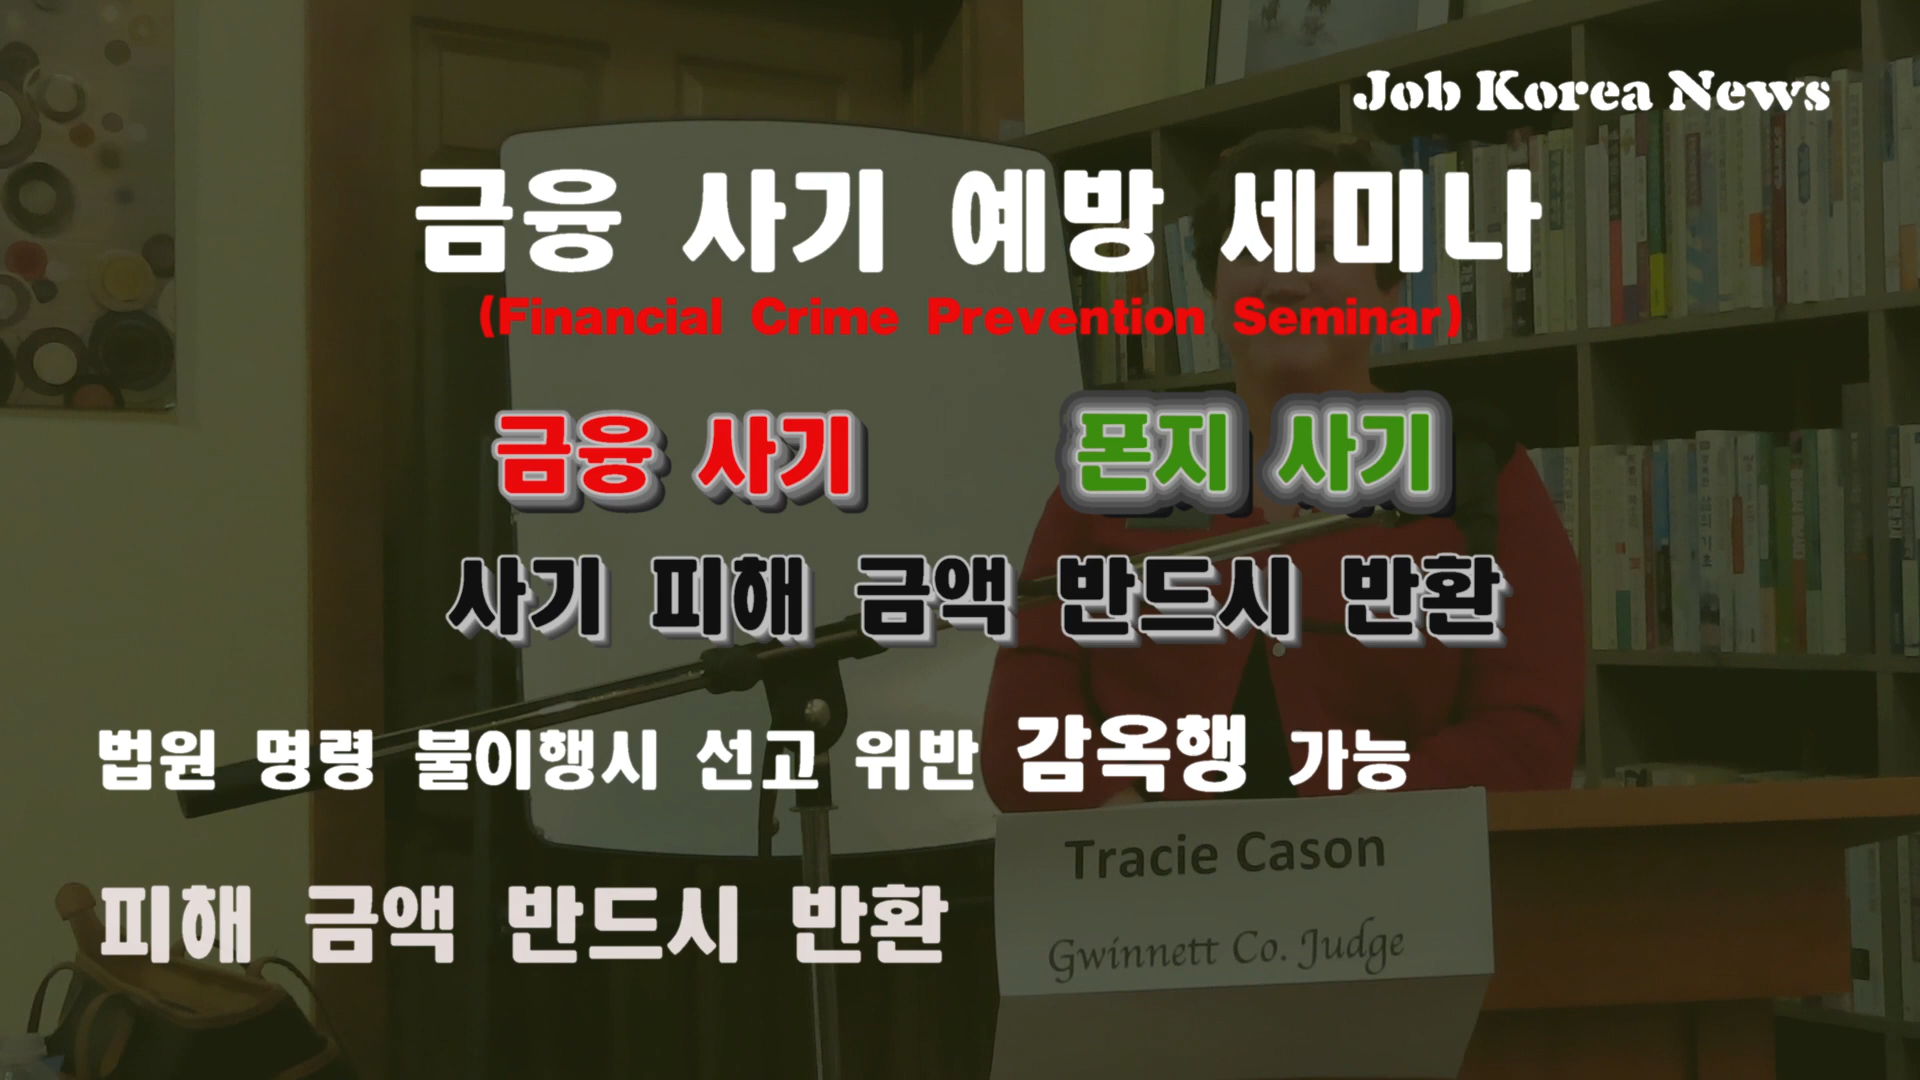 Job Korea News
금융 사기 예방 세미나
(Financial Crime Prevention Seminar)
금융 사기 폰지 사기
사기 피해 금액 반드시 반환
법원 명령 불이행시 선고 위반 감옥행 가능
피해 금액 반드시 반환
Tracie Cason
Gwinnett Co. Judge